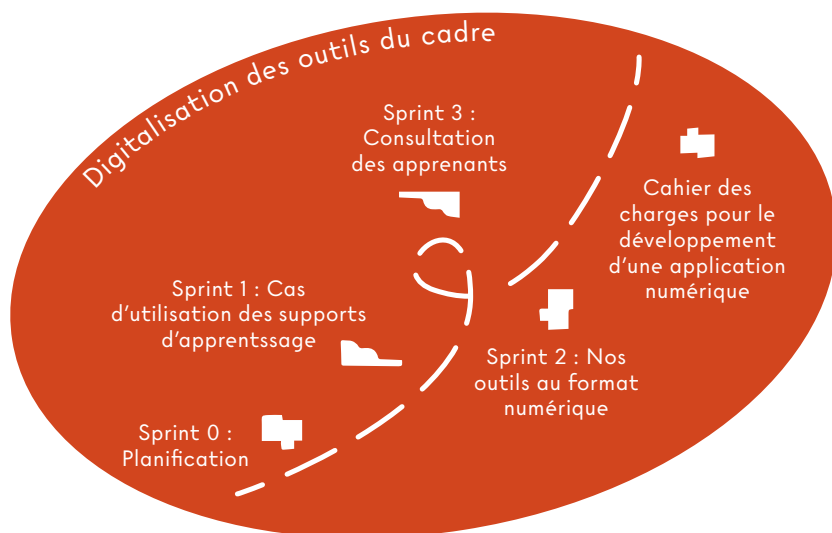 Digitalisation des outils du cadre
Sprint 3 :
Consultation
des apprenants
Cahier des
charges pour le
développement
d'une application
numérique
Sprint 1 : Cas
d'utilisation des supports
d'apprentssage
Sprint 2 : Nos
outils au format
numérique
Sprint 0 :
Planification